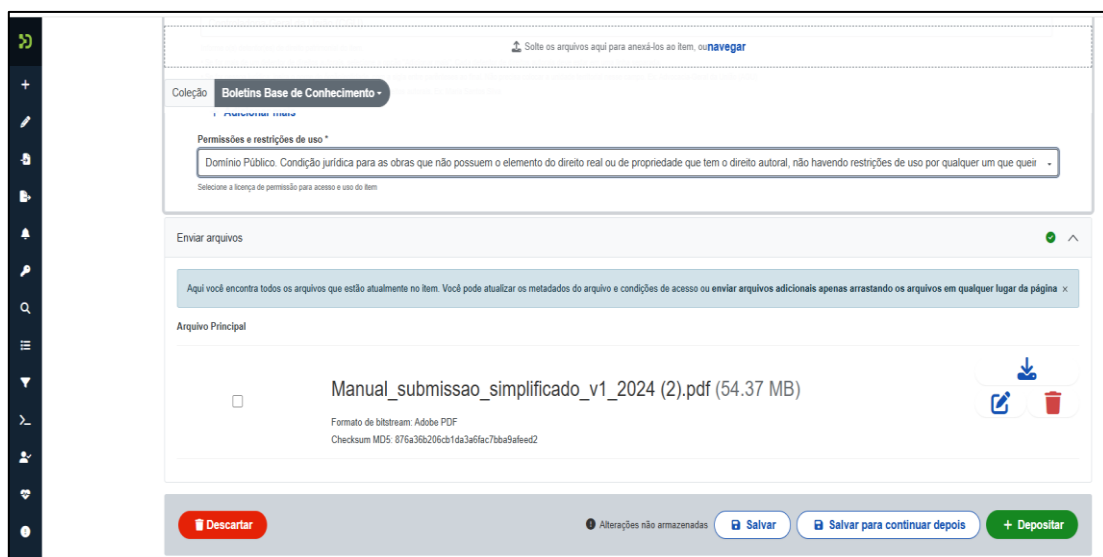 Solte os arquivos aqui para anexá-los ao item, ou navegar
Coleção Boletins Base de Conhecimento
+ Adicionar mais
Permissões e restrições de uso *
Domínio Público. Condição jurídica para as obras que não possuem o elemento do direito real ou de propriedade que tem o direito autoral, não havendo restrições de uso por qualquer um que queir
Selecione a licença de permissão para acesso e uso do item
Enviar arquivos
Aqui você encontra todos os arquivos que estão atualmente no item. Você pode atualizar os metadados do arquivo e condições de acesso ou enviar arquivos adicionais apenas arrastando os arquivos em qualquer lugar da página ×
Arquivo Principal
Manual_submissao_simplificado_v1_2024 (2).pdf (54.37 MB)
Formato de bitstream: Adobe PDF
Checksum MD5: 876a36b206cb1da3a6fac7bba9afeed2
Descartar Alterações não armazenadas Salvar Salvar para continuar depois + Depositar